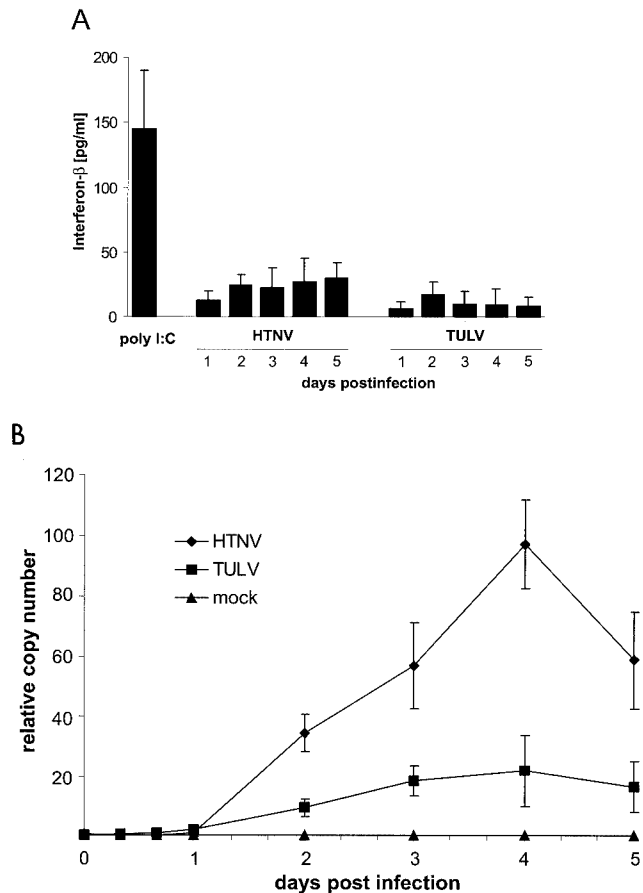 A
Interferon-β [pg/ml]
200
150
100
50
0
poly I:C
HTNV
TULV
1 2 3 4 5 1 2 3 4 5
days postinfection
B
relative copy number
120
100
80
60
40
20
HTNV
TULV
mock
0 1 2 3 4 5
days post infection